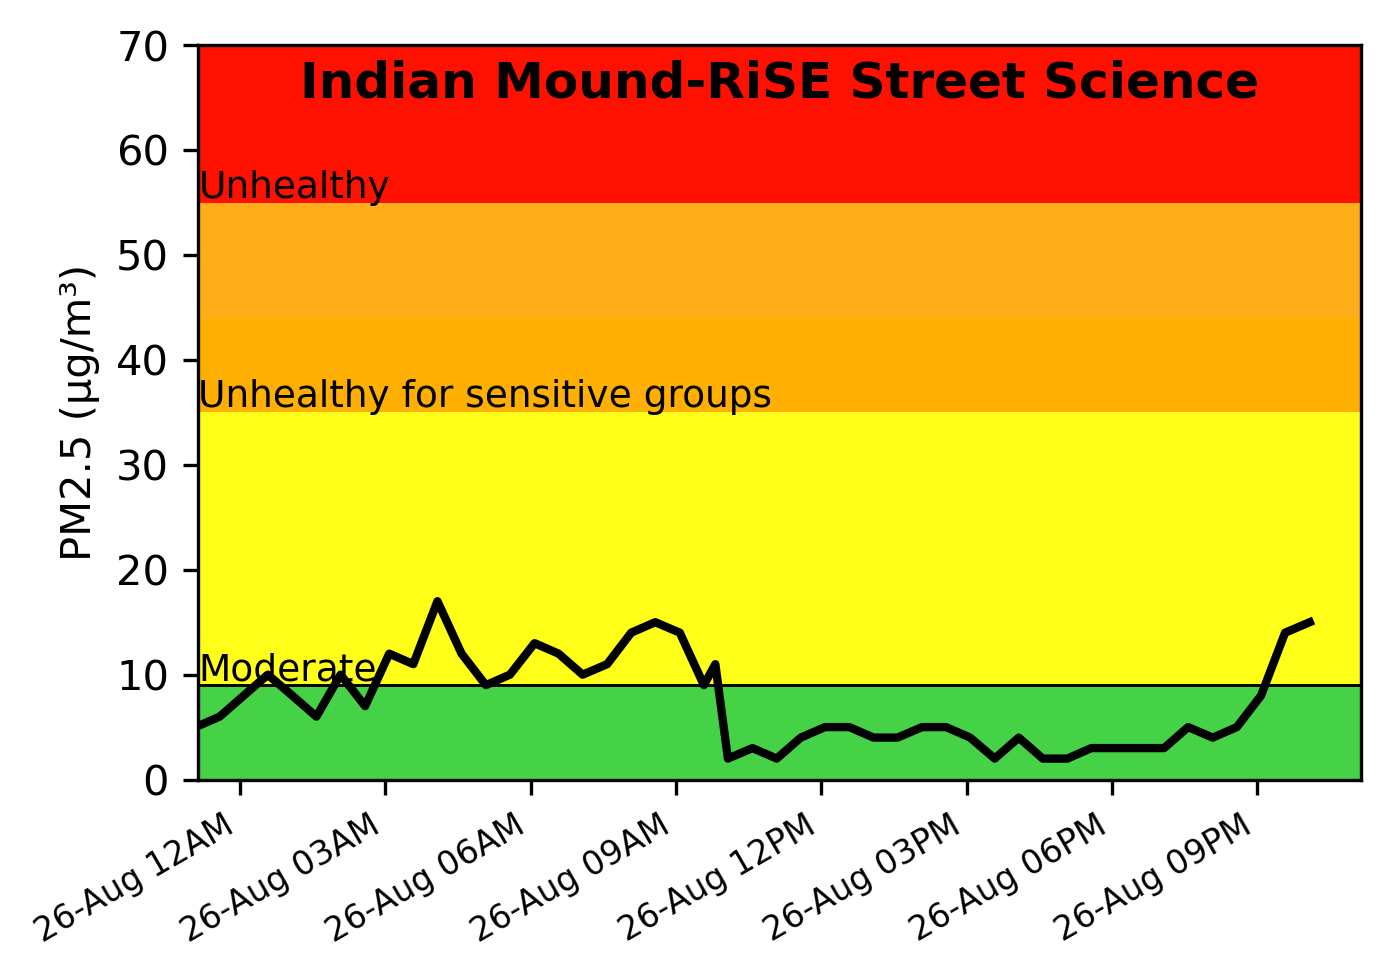 Indian Mound-RiSE Street Science
70
60
50
40
30
20
10
0
PM2.5 (µg/m³)
Unhealthy
Unhealthy for sensitive groups
Moderate
26-Aug 12AM
26-Aug 03AM
26-Aug 06AM
26-Aug 09AM
26-Aug 12PM
26-Aug 03PM
26-Aug 06PM
26-Aug 09PM